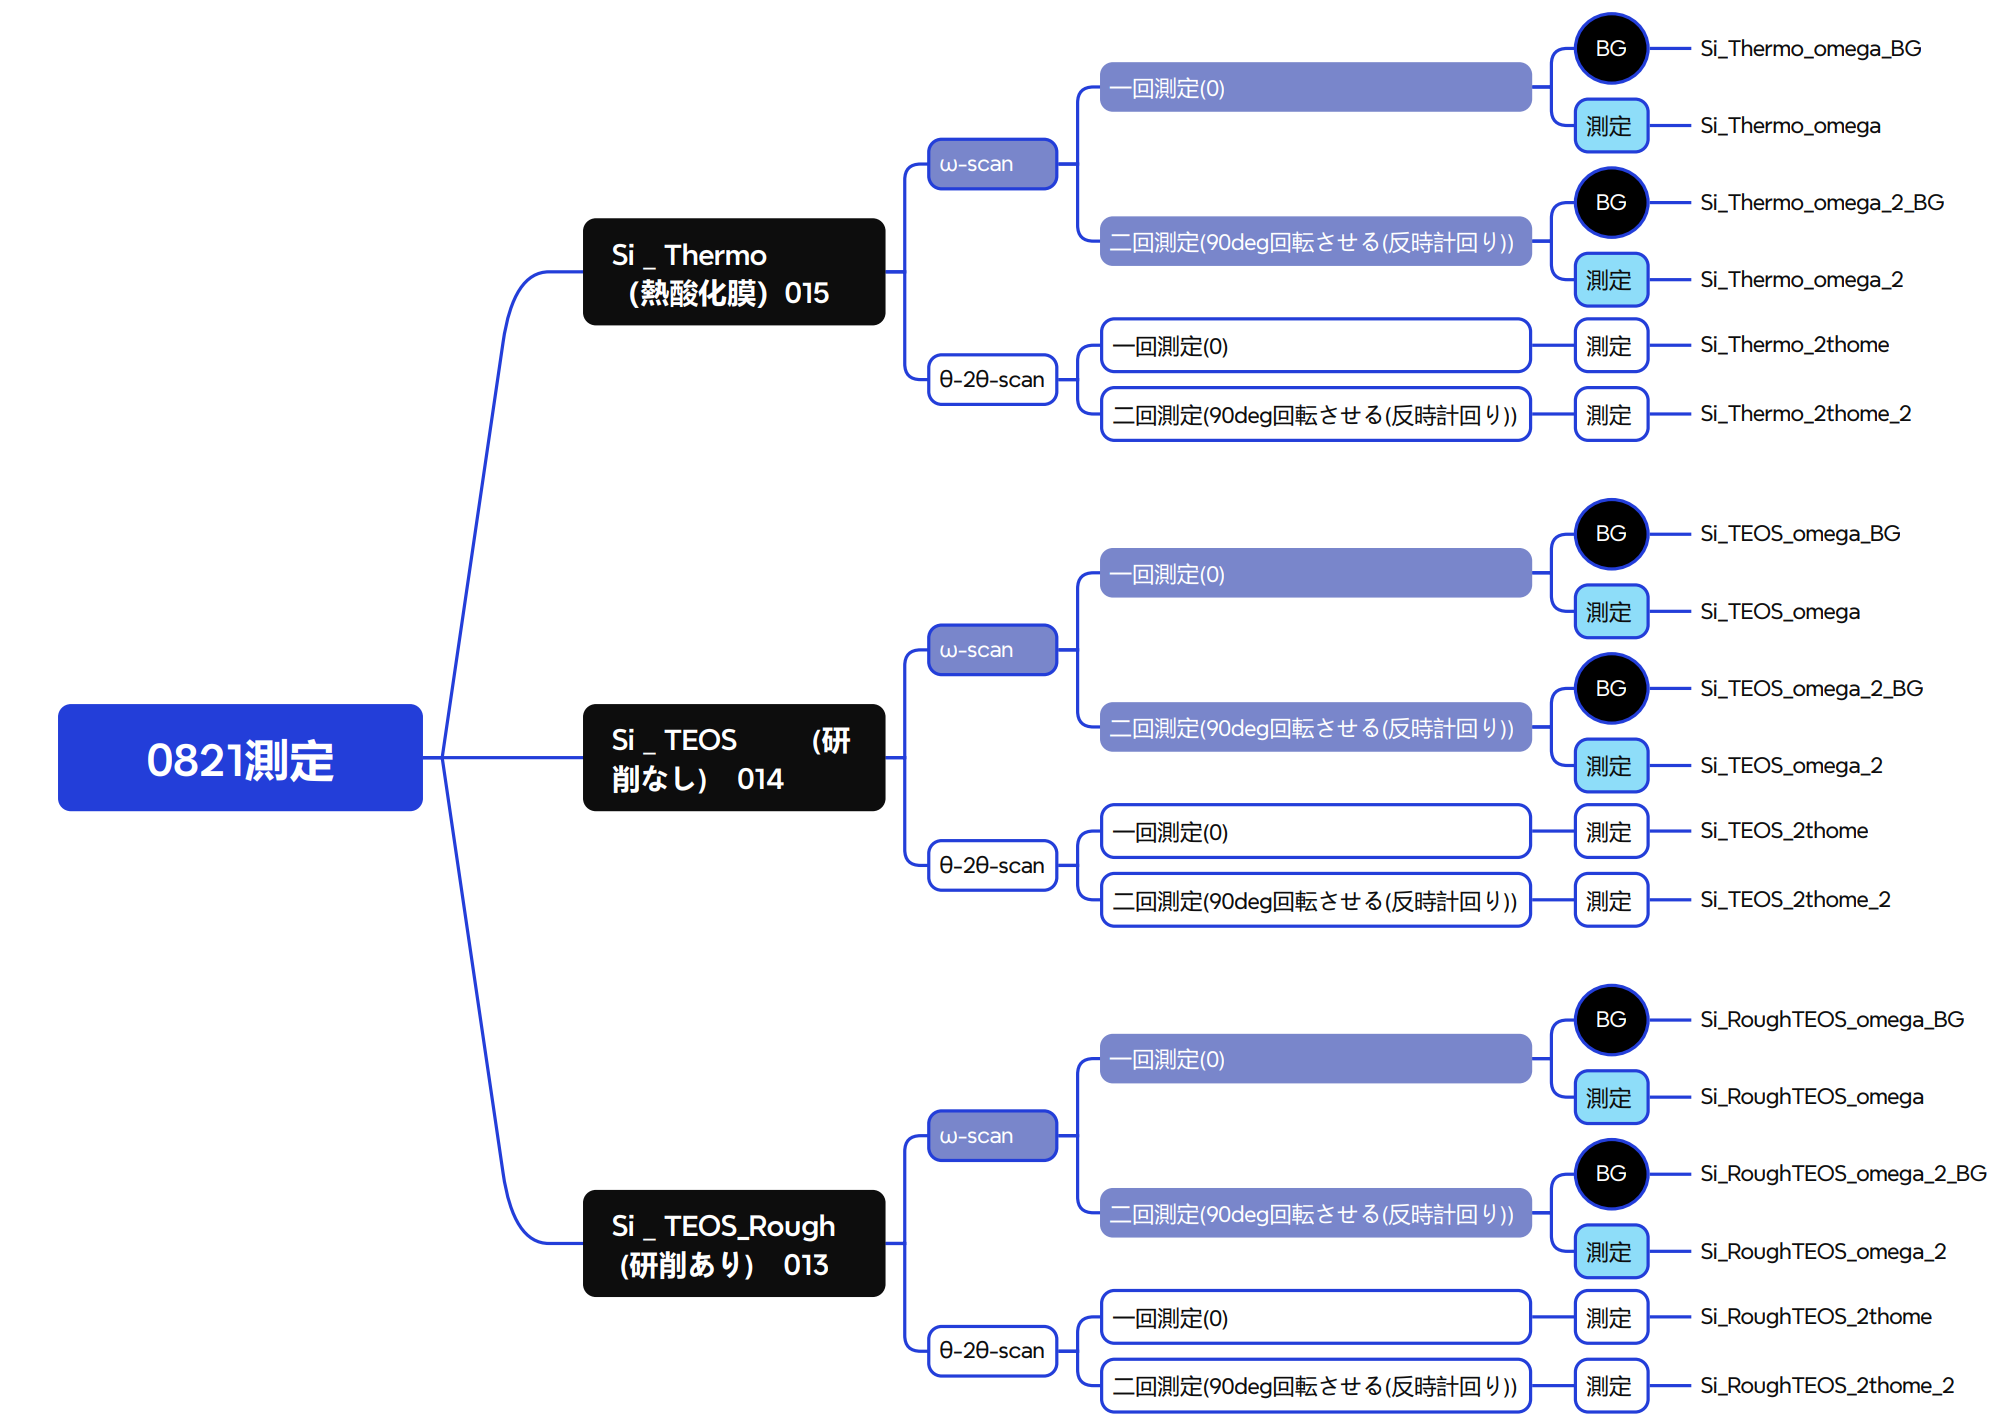 0821測定
Si _ Thermo
（熱酸化膜）015
ω-scan
一回測定(0)
BG
Si_Thermo_omega_BG
測定
Si_Thermo_omega
二回測定(90deg回転させる(反時計回り))
BG
Si_Thermo_omega_2_BG
測定
Si_Thermo_omega_2
θ-2θ-scan
一回測定(0)
測定
Si_Thermo_2thome
二回測定(90deg回転させる(反時計回り))
測定
Si_Thermo_2thome_2
Si _ TEOS （研
削なし） 014
ω-scan
一回測定(0)
BG
Si_TEOS_omega_BG
測定
Si_TEOS_omega
二回測定(90deg回転させる(反時計回り))
BG
Si_TEOS_omega_2_BG
測定
Si_TEOS_omega_2
θ-2θ-scan
一回測定(0)
測定
Si_TEOS_2thome
二回測定(90deg回転させる(反時計回り))
測定
Si_TEOS_2thome_2
Si _ TEOS_Rough
（研削あり） 013
ω-scan
一回測定(0)
BG
Si_RoughTEOS_omega_BG
測定
Si_RoughTEOS_omega
二回測定(90deg回転させる(反時計回り))
BG
Si_RoughTEOS_omega_2_BG
測定
Si_RoughTEOS_omega_2
θ-2θ-scan
一回測定(0)
測定
Si_RoughTEOS_2thome
二回測定(90deg回転させる(反時計回り))
測定
Si_RoughTEOS_2thome_2